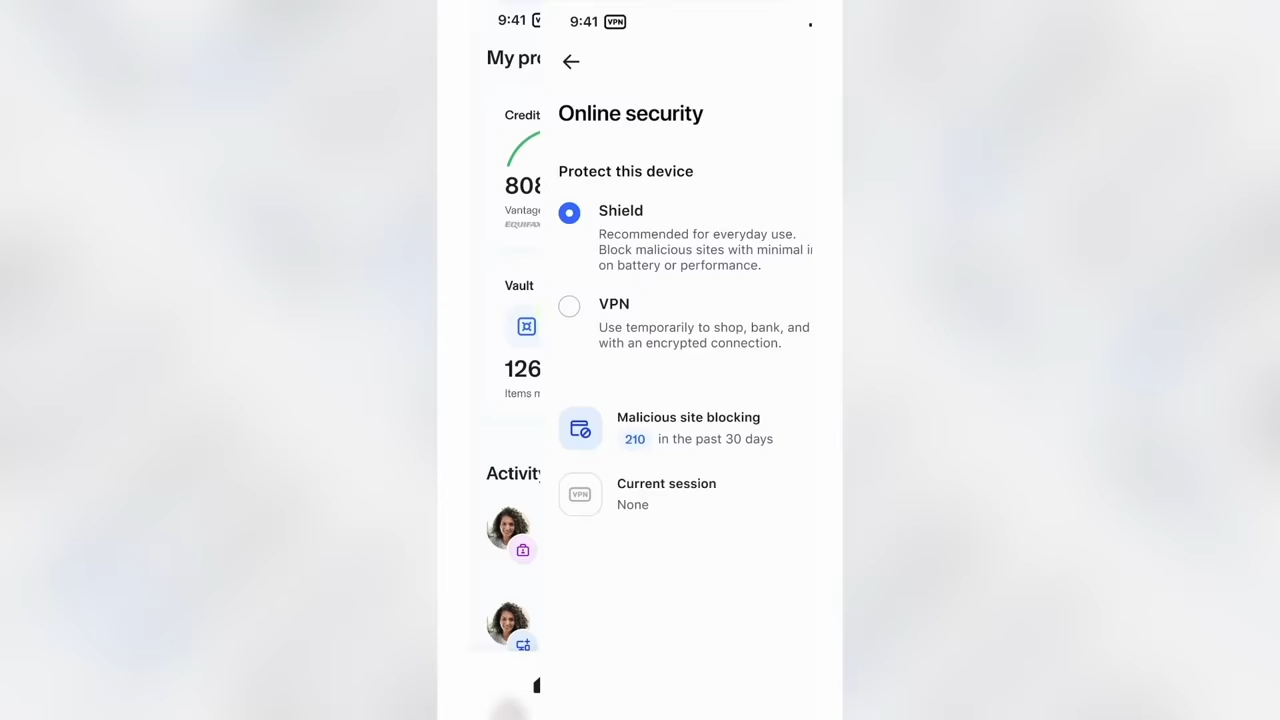 9:41
My pro
Credit
808
Vantage
Vault
126
Items m
Activity
9:41 VPN
Online security
Protect this device
Shield
Recommended for everyday use.
Block malicious sites with minimal i
on battery or performance.
VPN
Use temporarily to shop, bank, and
with an encrypted connection.
Malicious site blocking
210 in the past 30 days
VPN
Current session
None